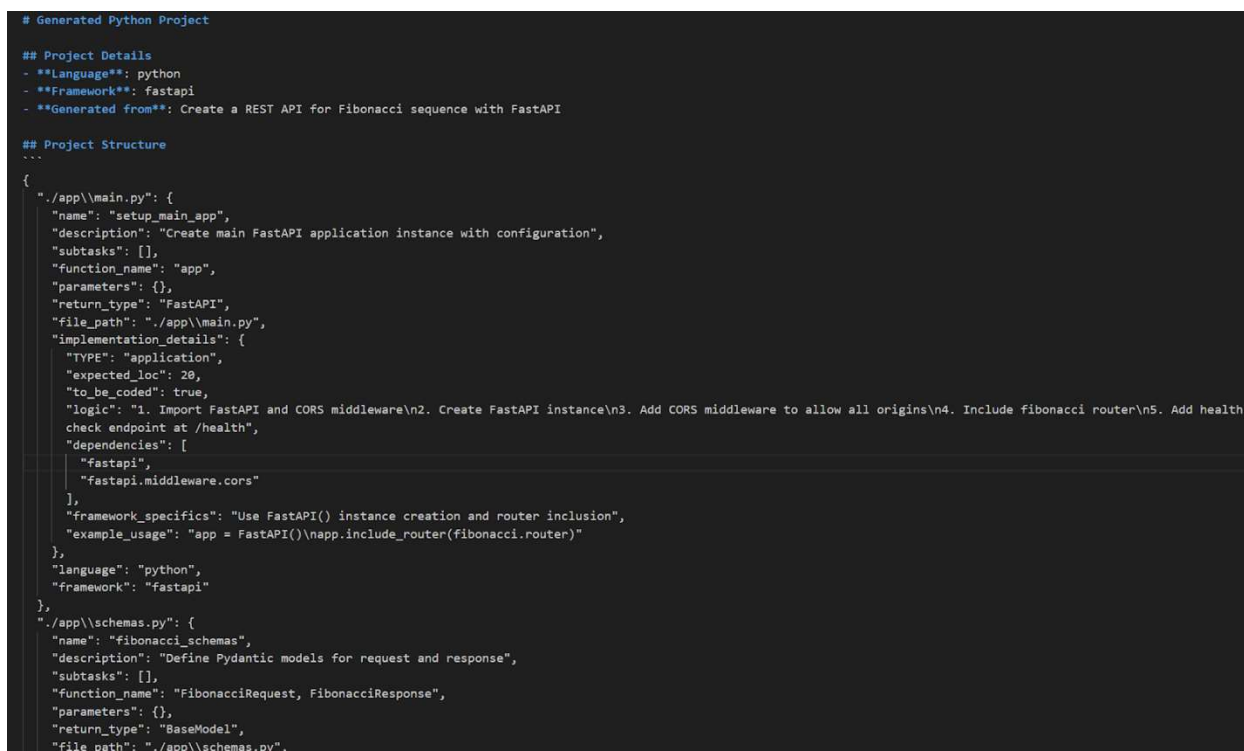 # Generated Python Project
## Project Details
- **Language**: python
- **Framework**: fastapi
- **Generated from**: Create a REST API for Fibonacci sequence with FastAPI
## Project Structure
```
{
"./app\\main.py": {
"name": "setup_main_app",
"description": "Create main FastAPI application instance with configuration",
"subtasks": [],
"function_name": "app",
"parameters": {},
"return_type": "FastAPI",
"file_path": "./app\\main.py",
"implementation_details": {
"TYPE": "application",
"expected_loc": 20,
"to_be_coded": true,
"logic": "1. Import FastAPI and CORS middleware\n2. Create FastAPI instance\n3. Add CORS middleware to allow all origins\n4. Include fibonacci router\n5. Add health
check endpoint at /health",
"dependencies": [
"fastapi",
"fastapi.middleware.cors"
],
"framework_specifics": "Use FastAPI() instance creation and router inclusion",
"example_usage": "app = FastAPI()\napp.include_router(fibonacci.router)"
},
"language": "python",
"framework": "fastapi"
},
"./app\\schemas.py": {
"name": "fibonacci_schemas",
"description": "Define Pydantic models for request and response",
"subtasks": [],
"function_name": "FibonacciRequest, FibonacciResponse",
"parameters": {},
"return_type": "BaseModel",
"file_path": "./app\\schemas.py",